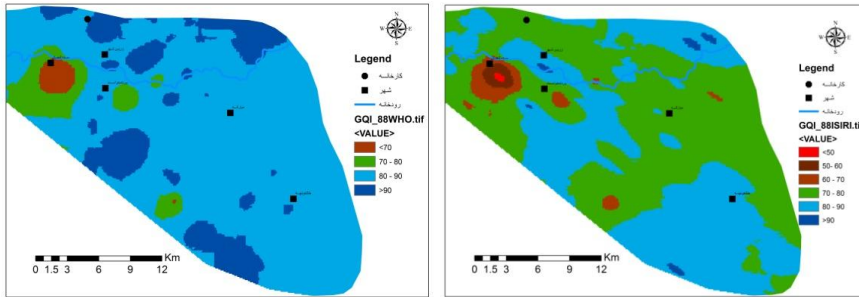 N
W
E
S
Legend
کارخانه
شهر
رودخانه
GQI_88WHO.tif
<VALUE>
<70
70 - 80
80 - 90
>90
Km
0 1.5 3 6 9 12
N
W
E
S
Legend
کارخانه
شهر
رودخانه
GQI_88ISIRI.tif
<VALUE>
<50
50- 60
60 - 70
70 - 80
80 - 90
>90
Km
0 1.5 3 6 9 12